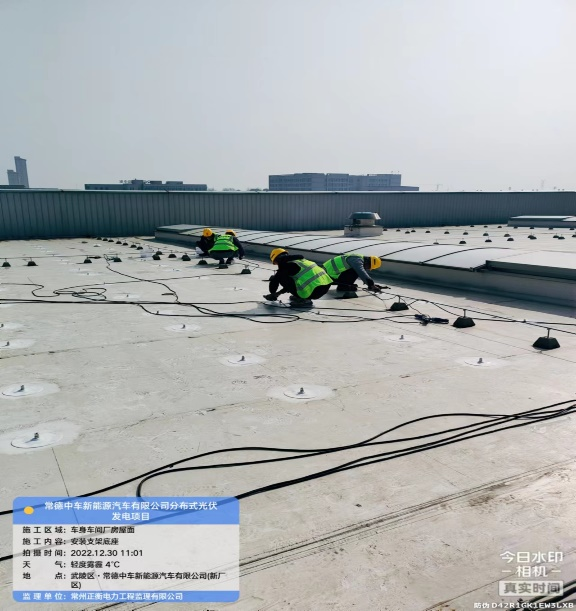 常德中车新能源汽车有限公司分布式光伏
发电项目
施工区域：车身车间厂房屋面
施工内容：安装支架底座
拍摄时间：2022.12.30 11:01
天 气：轻度雾霾 4℃
地 点：武陵区·常德中车新能源汽车有限公司(新厂
区)
监理单位：常州正衡电力工程监理有限公司
今日水印
相机
真实时间
防伪 D42R1GK1EW3LXB